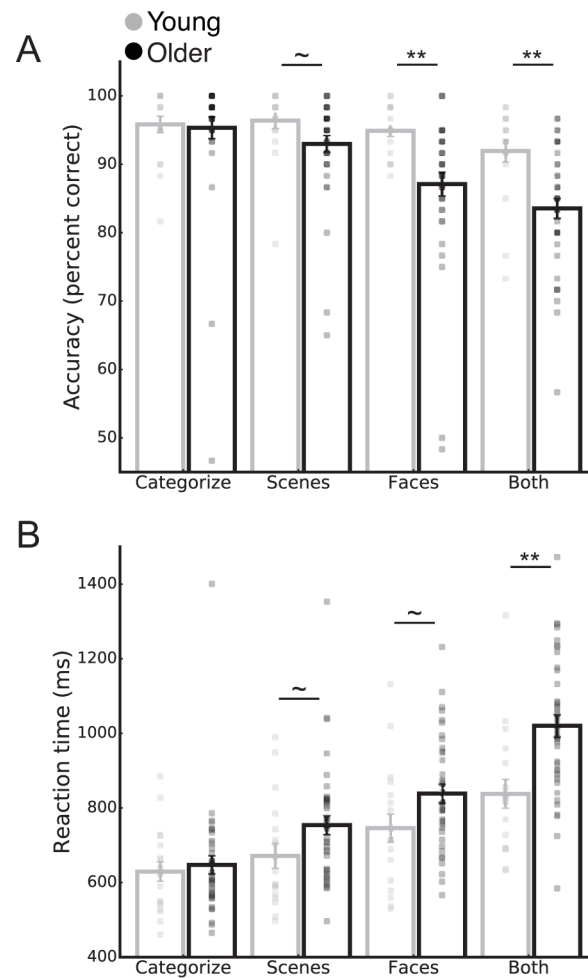 Young
Older
A
~
**
**
Accuracy (percent correct)
100
90
80
70
60
50
Categorize
Scenes
Faces
Both
B
**
~
~
Reaction time (ms)
1400
1200
1000
800
600
400
Categorize
Scenes
Faces
Both